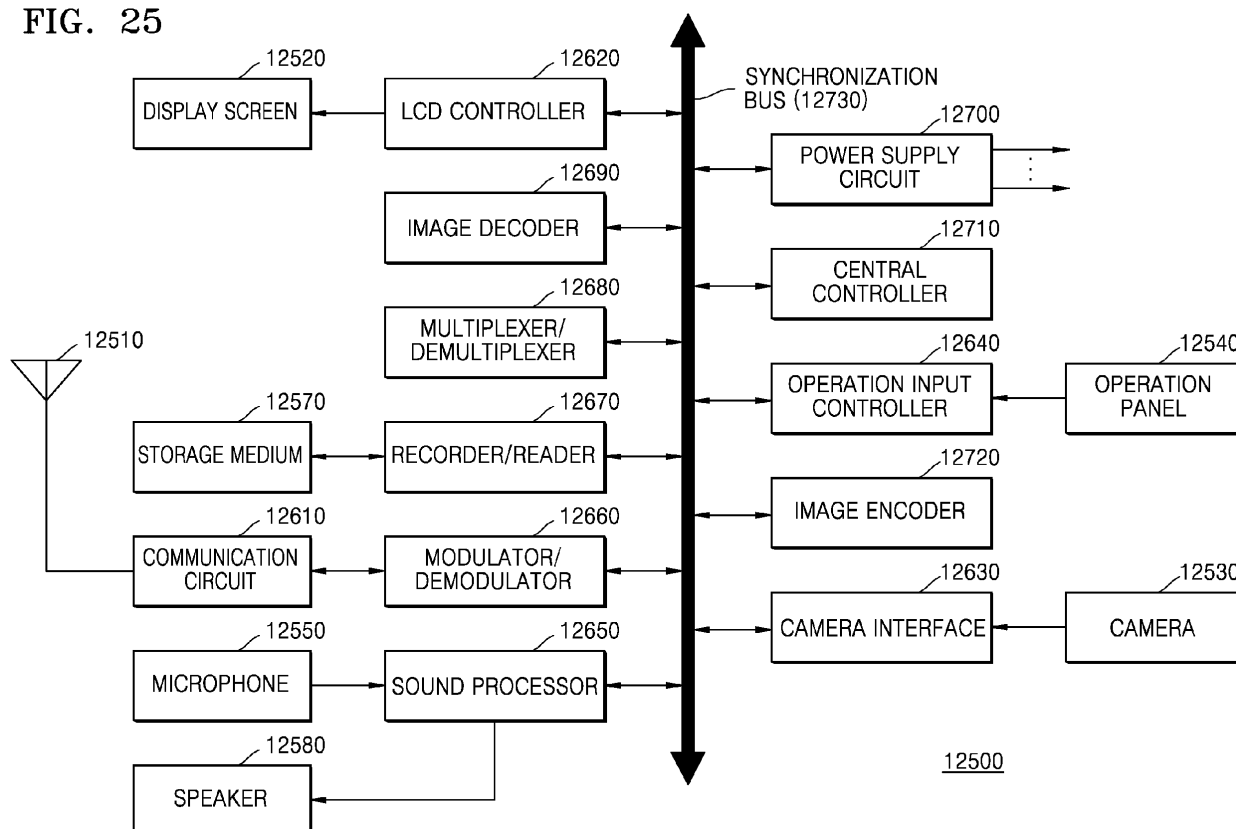 FIG. 25
12520
DISPLAY SCREEN
12620
LCD CONTROLLER
SYNCHRONIZATION
BUS (12730)
12700
POWER SUPPLY
CIRCUIT
12690
IMAGE DECODER
12710
CENTRAL
CONTROLLER
12680
MULTIPLEXER/
DEMULTIPLEXER
12510
12640
OPERATION INPUT
CONTROLLER
12540
OPERATION
PANEL
12570
STORAGE MEDIUM
12670
RECORDER/READER
12720
IMAGE ENCODER
12610
COMMUNICATION
CIRCUIT
12660
MODULATOR/
DEMODULATOR
12630
CAMERA INTERFACE
12530
CAMERA
12550
MICROPHONE
12650
SOUND PROCESSOR
12580
SPEAKER
12500